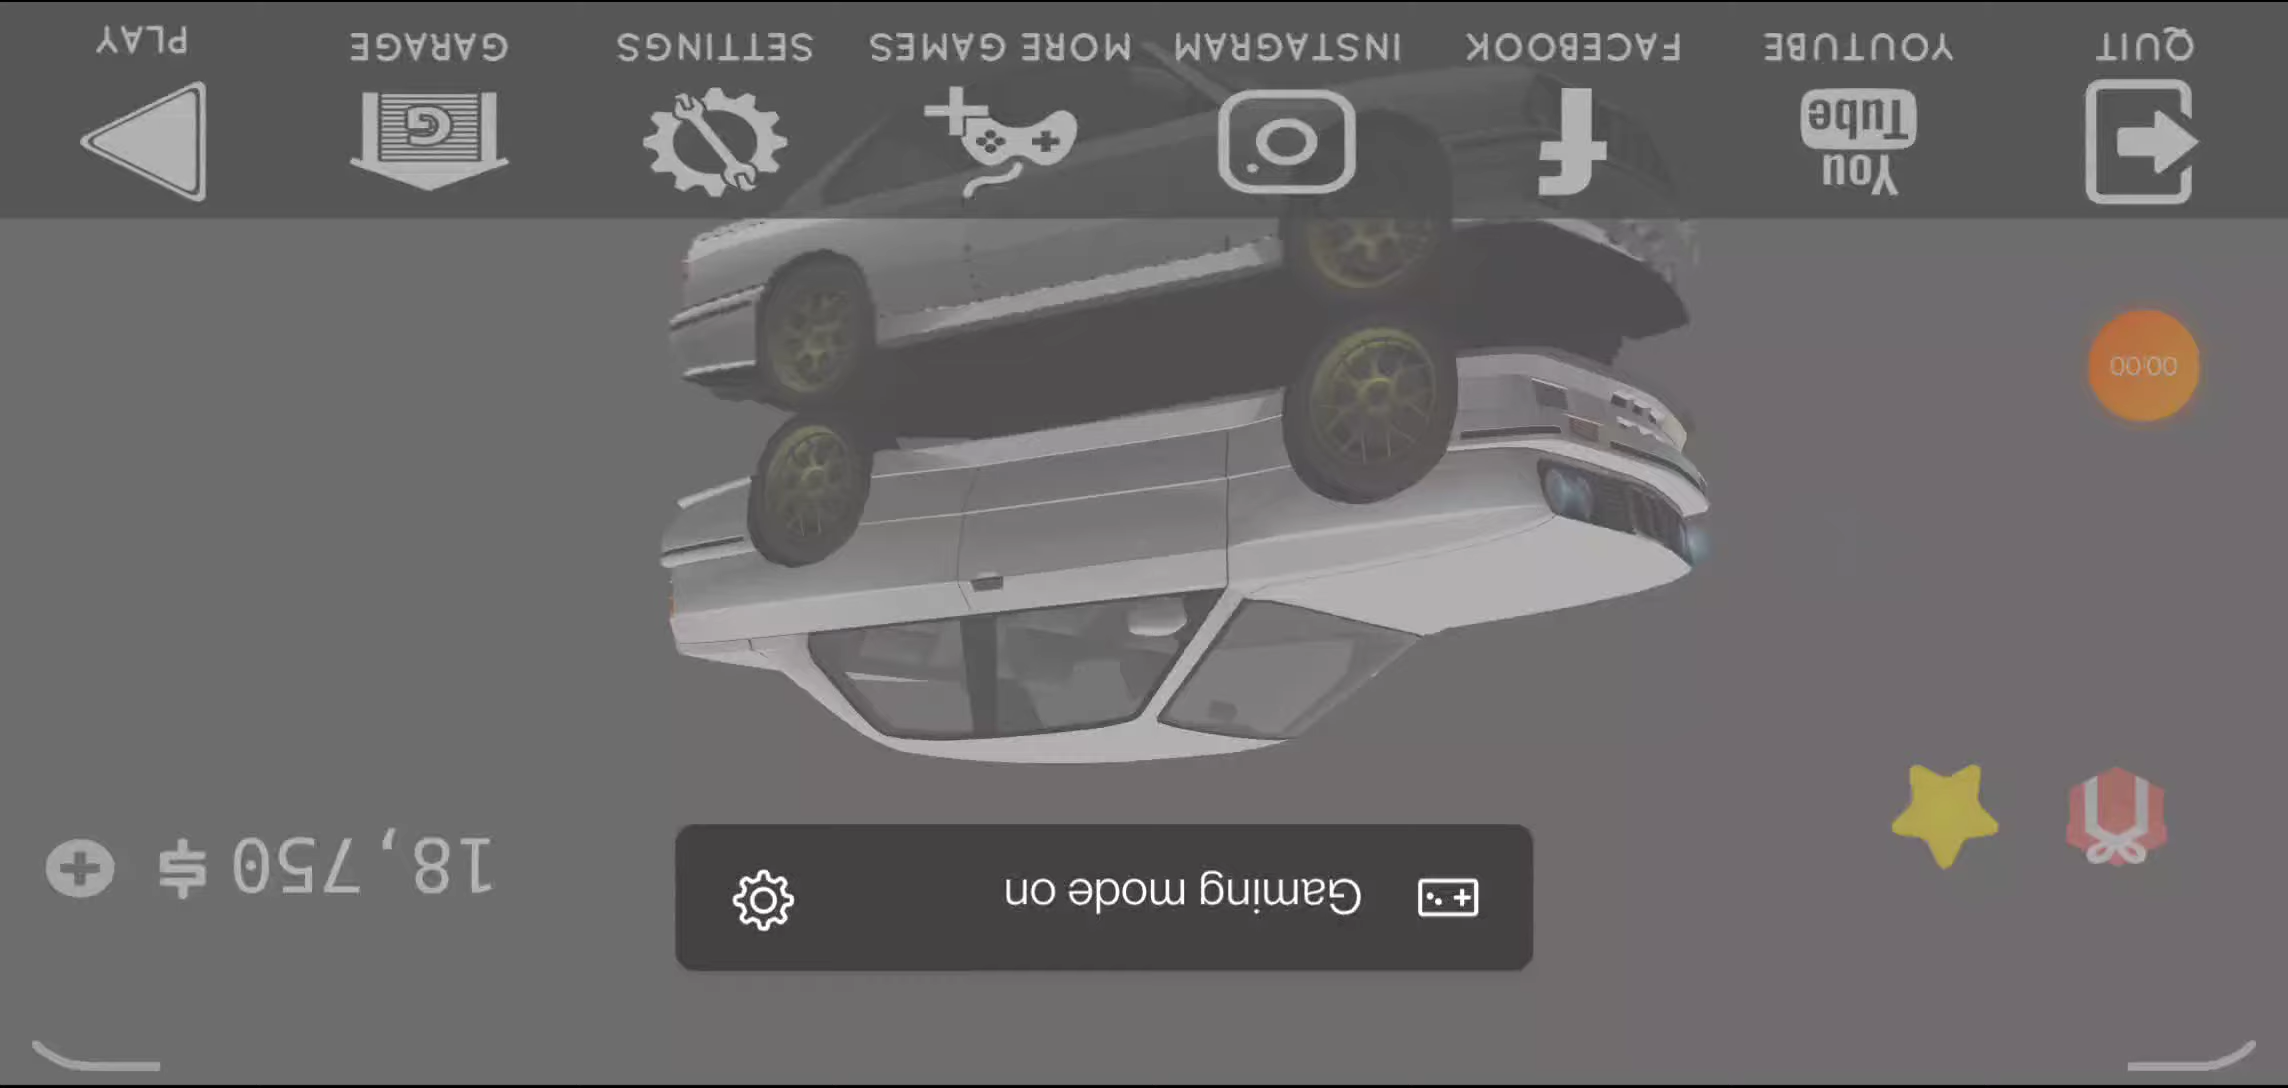 Gaming mode on
18,750 $
00:00
You
Tube
G
QUIT YOUTUBE FACEBOOK INSTAGRAM MORE GAMES SETTINGS GARAGE PLAY